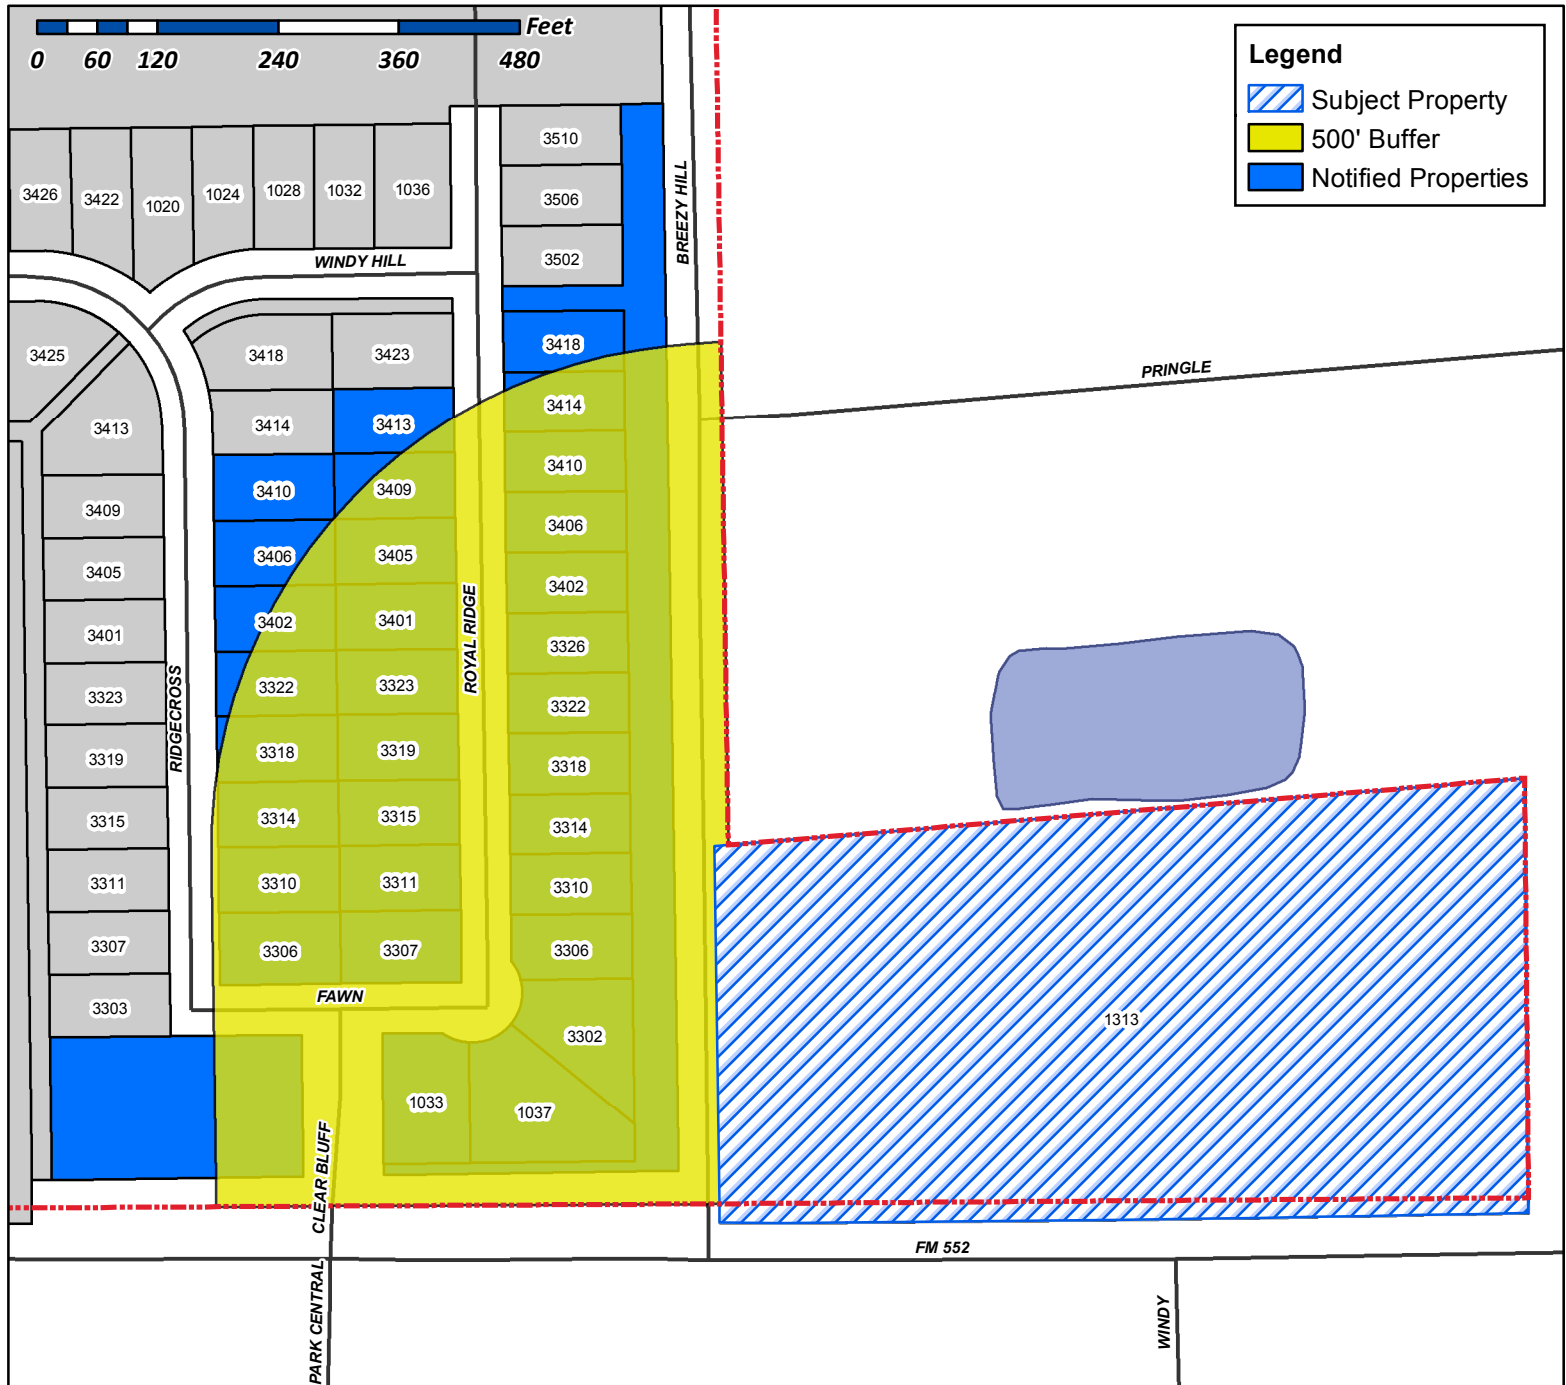 Feet
0 60 120 240 360 480
Legend
Subject Property
500' Buffer
Notified Properties
3510
3426 3422 1020 1024 1028 1032 1036
3506
BREEZY HILL
WINDY HILL
3502
3425
3418
3423
3418
PRINGLE
3413
3414
3413
3414
3410
3409
3410
3409
3406
3405
3406
3405
3402
3401
3402
3401
3326
ROYAL RIDGE
RIDGECROSS
3323
3322
3323
3322
3319
3318
3319
3318
3315
3314
3315
3314
3311
3310
3311
3310
3307
3306
3307
3306
3303
FAWN
3302
1313
1033
1037
CLEAR BLUFF
FM 552
PARK CENTRAL
WINDY